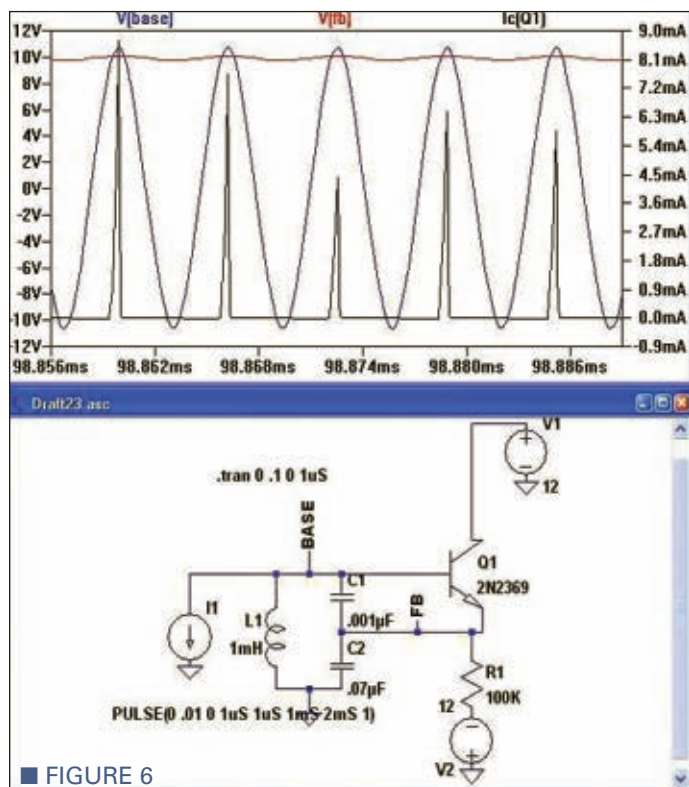 V[base] V[fb] Ic(Q1)
12V 9.0mA
10V 8.1mA
8V 7.2mA
6V 6.3mA
4V 5.4mA
2V 4.5mA
0V 3.6mA
-2V 2.7mA
-4V 1.8mA
-6V 0.9mA
-8V 0.0mA
10V -0.9mA
12V
98.856ms 98.862ms 98.868ms 98.874ms 98.880ms 98.886ms
Draft23.asc
V1
12
.tran 0 .1 0 1uS
BASE
Q1
2N2369
C1
.001µF
FB
I1
L1
1mH
C2
.07µF
R1
100K
12
PULSE(0 .01 0 1uS 1uS 1mS 2mS 1)
V2
FIGURE 6